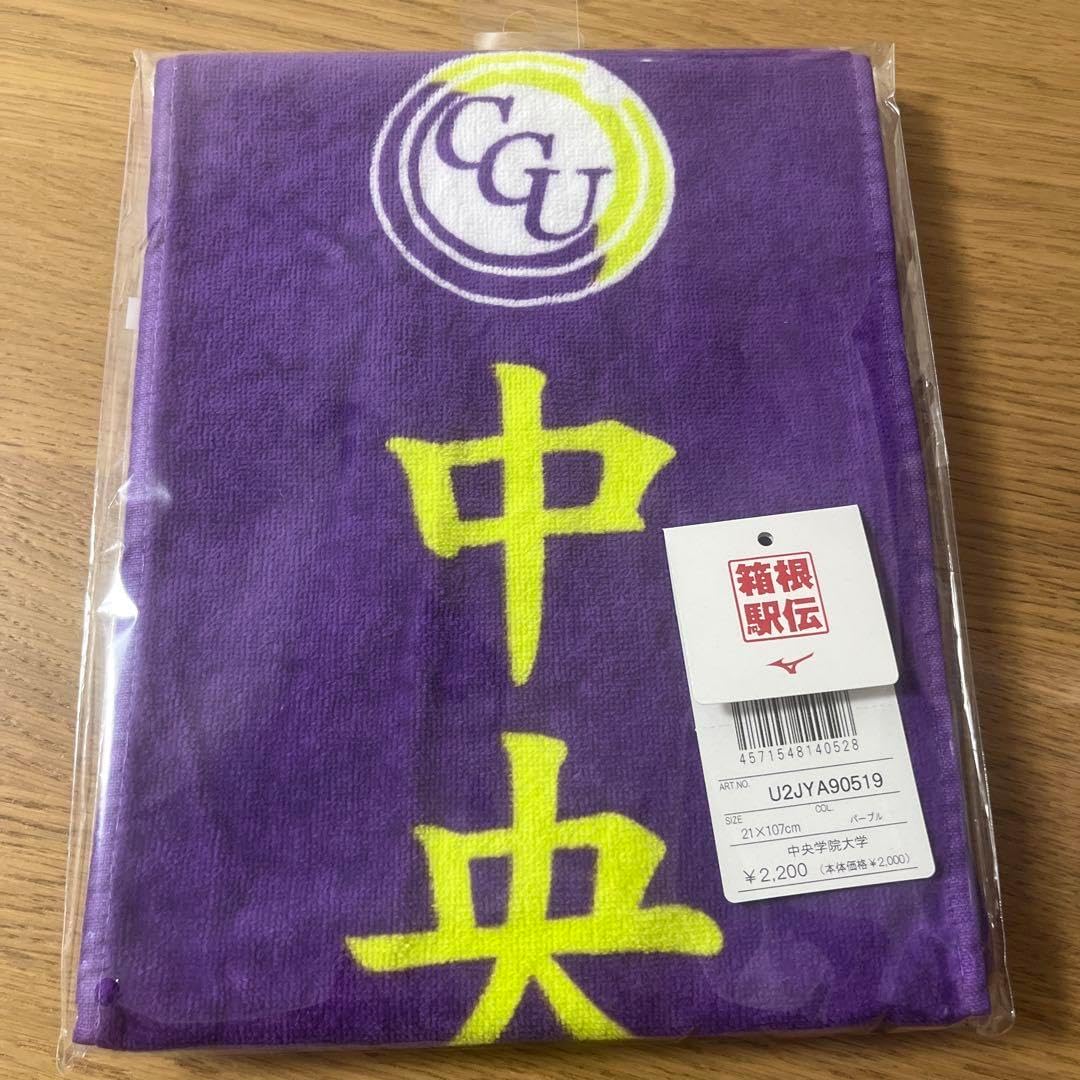 CGU
中
央
箱根
駅伝
4571548140528
ART NO. U2JYA90519
SIZE 21×107cm COL. パープル
中央学院大学
¥2,200 (本体価格¥2,000)